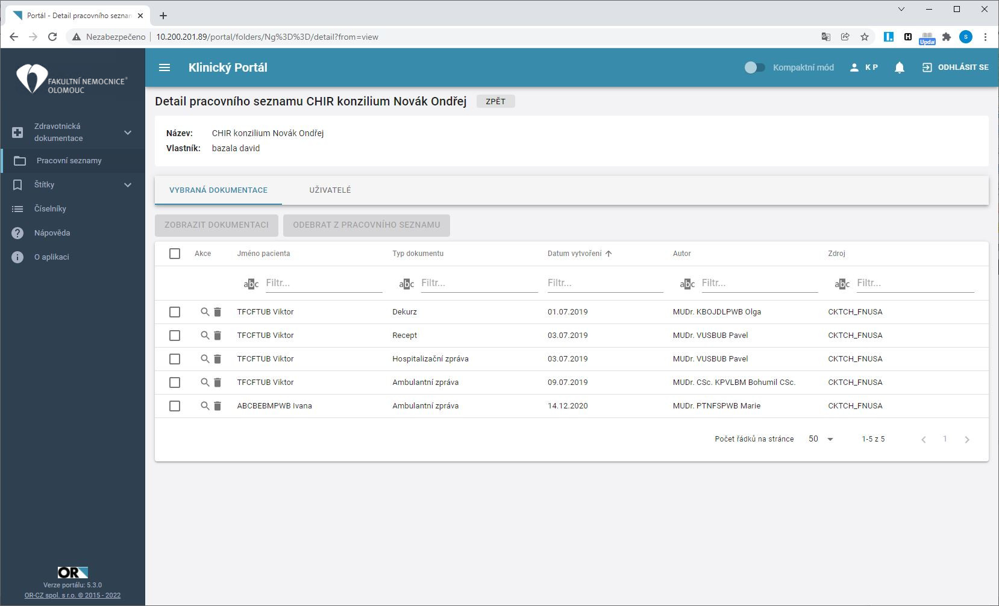 Portál - Detail pracovního seznam
Nezabezpečeno
10.200.201.89/portal/folders/Ng%3D%3D/detail?from=view
Upda
S
FAKULTNÍ NEMOCNICE®
OLOMOUC
Klinický Portál
Kompaktní mód
K P
ODHLÁSIT SE
Zdravotnická
dokumentace
Pracovní seznamy
Štítky
Číselníky
Nápověda
O aplikaci
Detail pracovního seznamu CHIR konzilium Novák Ondřej
ZPĚT
Název: CHIR konzilium Novák Ondřej
Vlastník: bazala david
VYBRANÁ DOKUMENTACE UŽIVATELÉ
ZOBRAZIT DOKUMENTACI ODEBRAT Z PRACOVNÍHO SEZNAMU
Akce Jméno pacienta Typ dokumentu Datum vytvoření Autor Zdroj
abc Filtr... abc Filtr... Filtr... abc Filtr... abc Filtr...
TFCFTUB Viktor Dekurz 01.07.2019 MUDr. KBOJDLPWB Olga CKTCH_FNUSA
TFCFTUB Viktor Recept 03.07.2019 MUDr. VUSBUB Pavel CKTCH_FNUSA
TFCFTUB Viktor Hospitalizační zpráva 03.07.2019 MUDr. VUSBUB Pavel CKTCH_FNUSA
TFCFTUB Viktor Ambulantní zpráva 09.07.2019 MUDr. CSc. KPVLBM Bohumil CSc. CKTCH_FNUSA
ABCBEBMPWB Ivana Ambulantní zpráva 14.12.2020 MUDr. PTNFSPWB Marie CKTCH_FNUSA
Počet řádků na stránce 50 1-5 z 5 1
OR
Verze portálu: 5.3.0
OR-CZ spol. s r.o. © 2015 - 2022